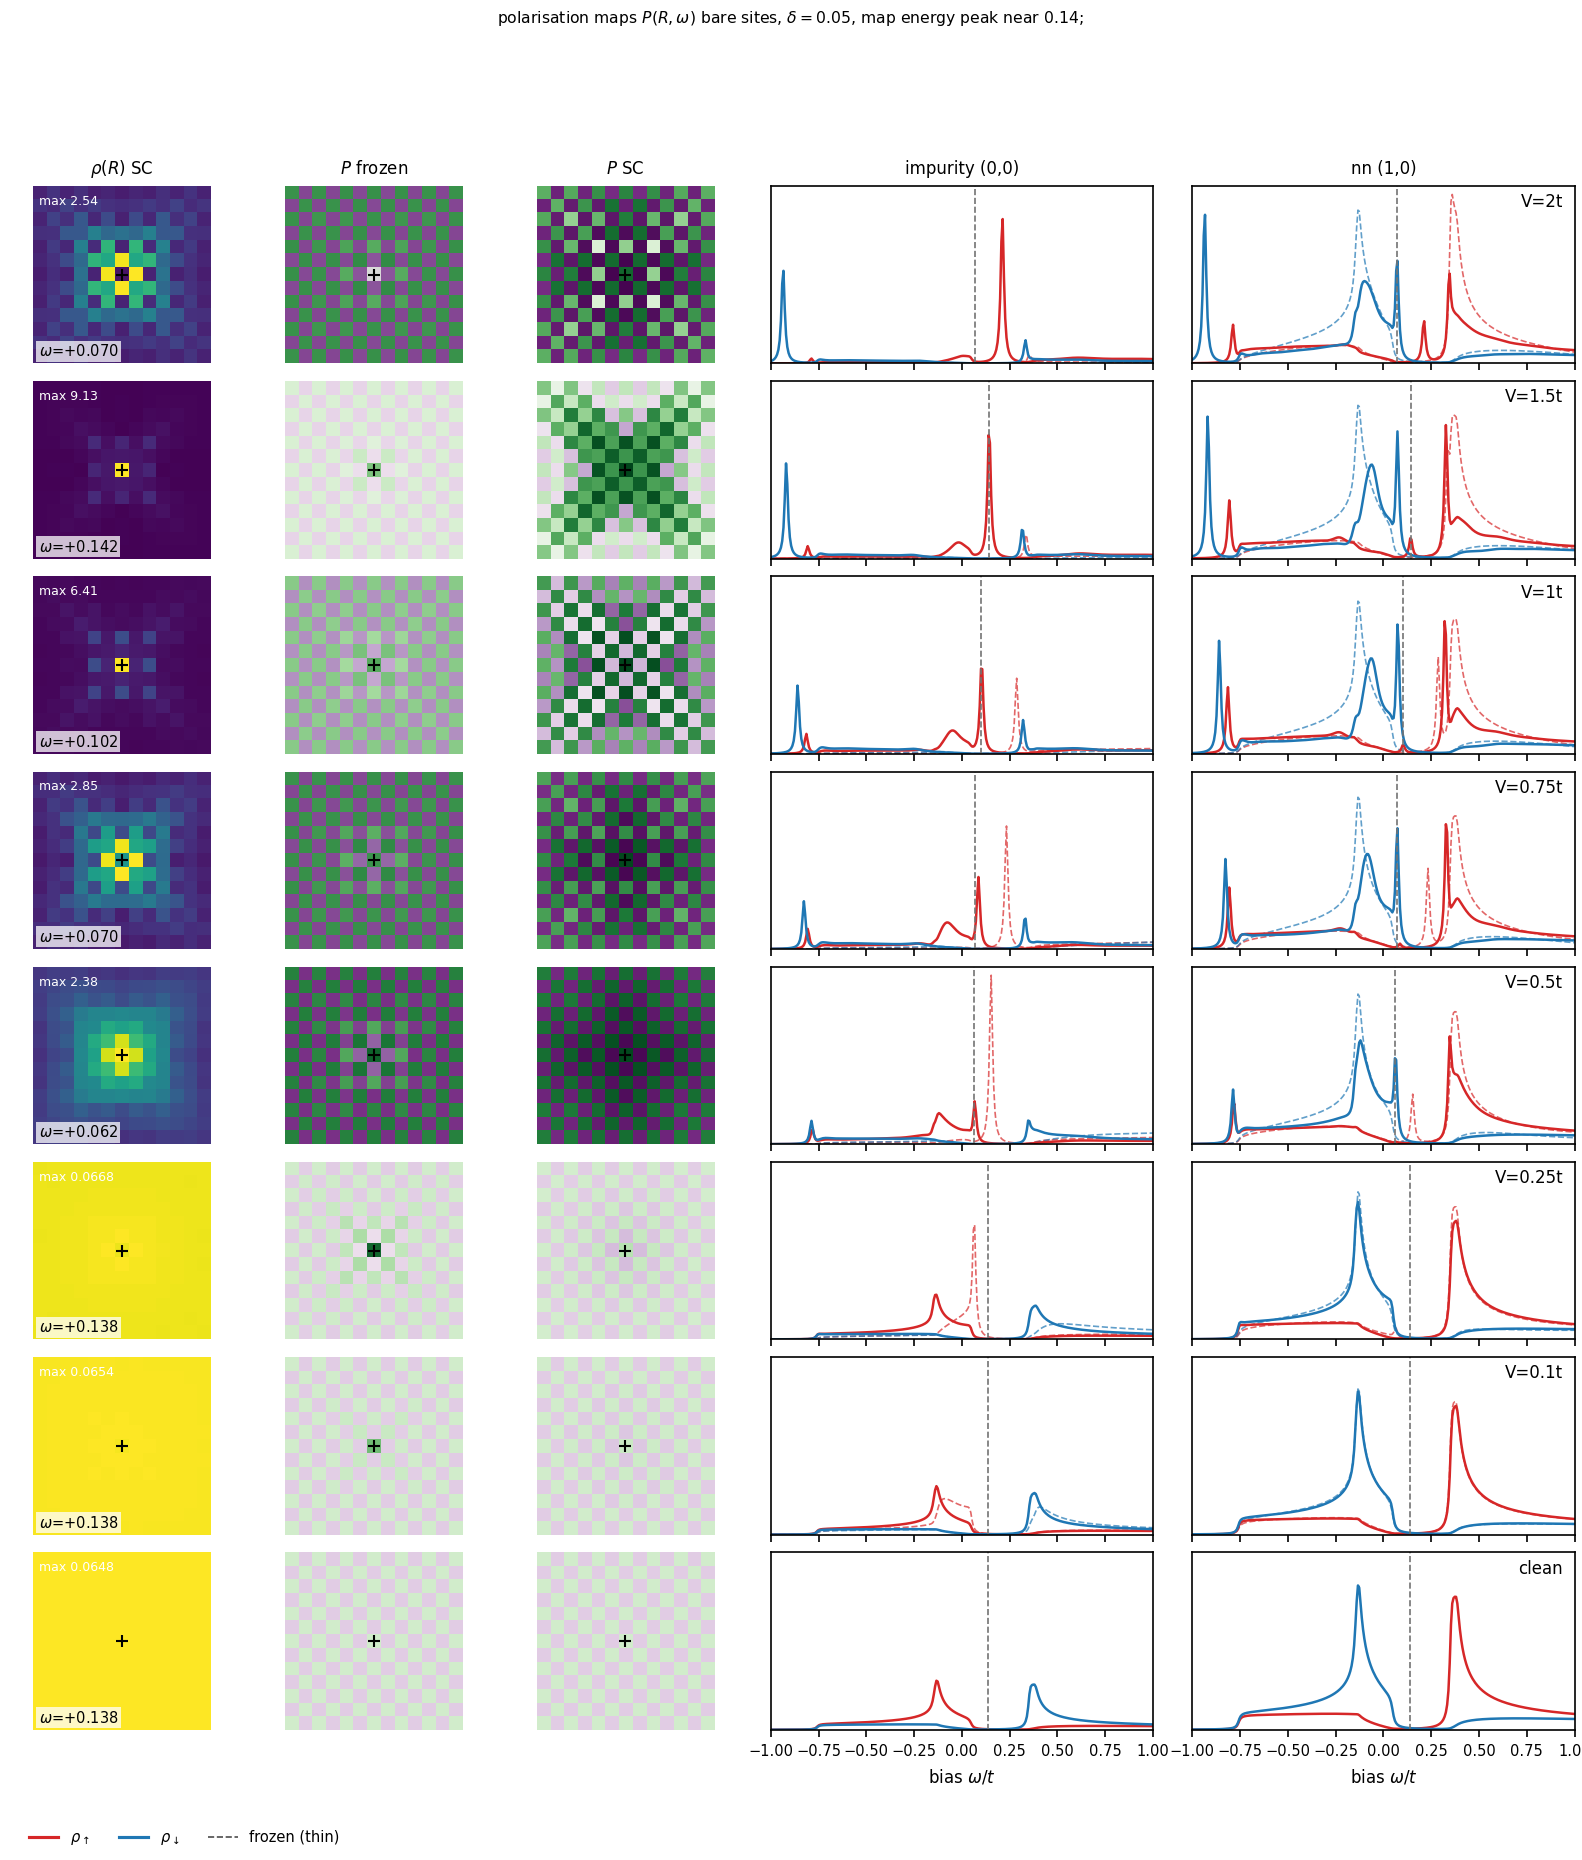 polarisation maps P(R, ω) bare sites, δ = 0.05, map energy peak near 0.14;
ρ(R) SC
P frozen
P SC
impurity (0,0)
nn (1,0)
max 2.54
ω=+0.070
V=2t
max 9.13
ω=+0.142
V=1.5t
max 6.41
ω=+0.102
V=1t
max 2.85
ω=+0.070
V=0.75t
max 2.38
ω=+0.062
V=0.5t
max 0.0668
ω=+0.138
V=0.25t
max 0.0654
ω=+0.138
V=0.1t
max 0.0648
ω=+0.138
clean
−1.00 −0.75 −0.50 −0.25 0.00 0.25 0.50 0.75 1.00
−1.00 −0.75 −0.50 −0.25 0.00 0.25 0.50 0.75 1.0
bias ω/t
bias ω/t
ρ↑ ρ↓ frozen (thin)